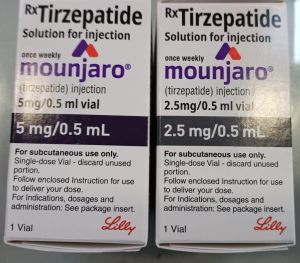 RxTirzepatide
Solution for injection
once weekly
mounjaro®
(tirzepatide) injection
5mg/0.5 ml vial
5 mg/0.5 mL
For subcutaneous use only.
Single-dose Vial - discard unused
portion.
Follow enclosed Instruction for use
to deliver your dose.
For Indications, dosages and
administration: See package insert.
1 Vial
Lilly
RxTirzepatide
Solution for injection
once weekly
mounjaro®
(tirzepatide) injection
2.5mg/0.5 ml vial
2.5 mg/0.5 mL
For subcutaneous use only.
Single-dose Vial - discard unused
portion.
Follow enclosed Instruction for use
to deliver your dose.
For Indications, dosages and
administration: See package insert.
1 Vial
Lilly